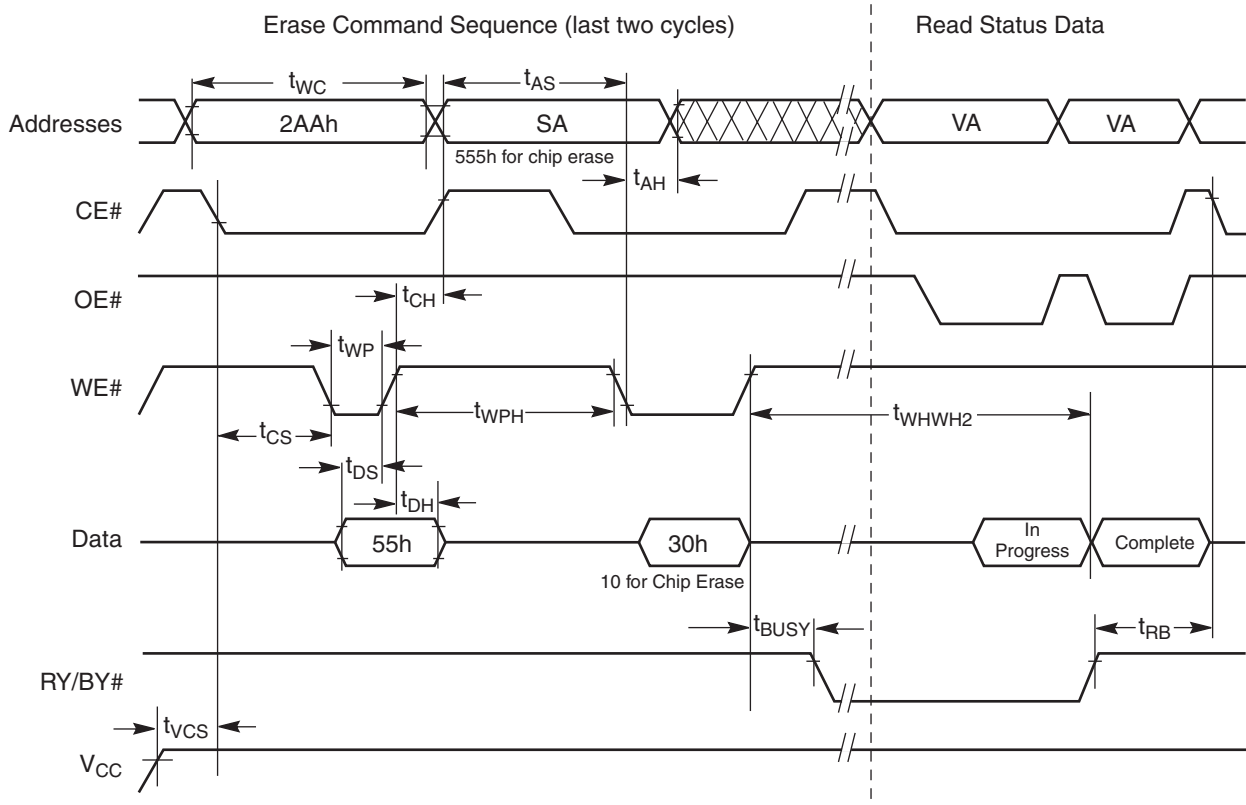 Erase Command Sequence (last two cycles)
Read Status Data
tWC
tAS
Addresses
2AAh
SA
VA
VA
555h for chip erase
tAH
CE#
OE#
tCH
tWP
WE#
tWPH
tWHWH2
tCS
tDS
tDH
Data
55h
30h
In
Progress
Complete
10 for Chip Erase
tBUSY
tRB
RY/BY#
tVCS
VCC